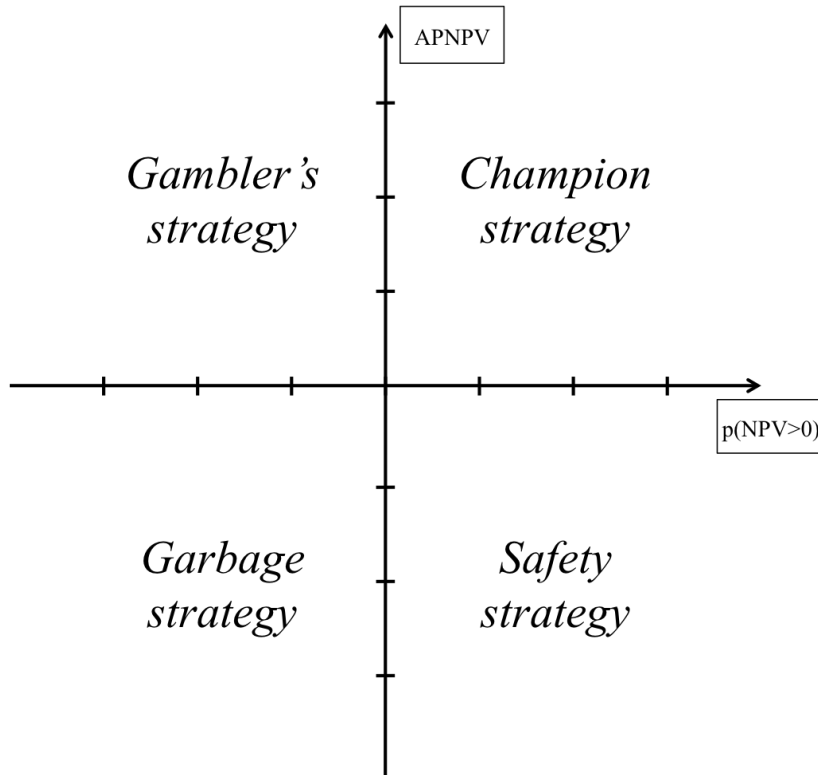 APNPV
Gambler’s
strategy
Champion
strategy
p(NPV>0)
Garbage
strategy
Safety
strategy